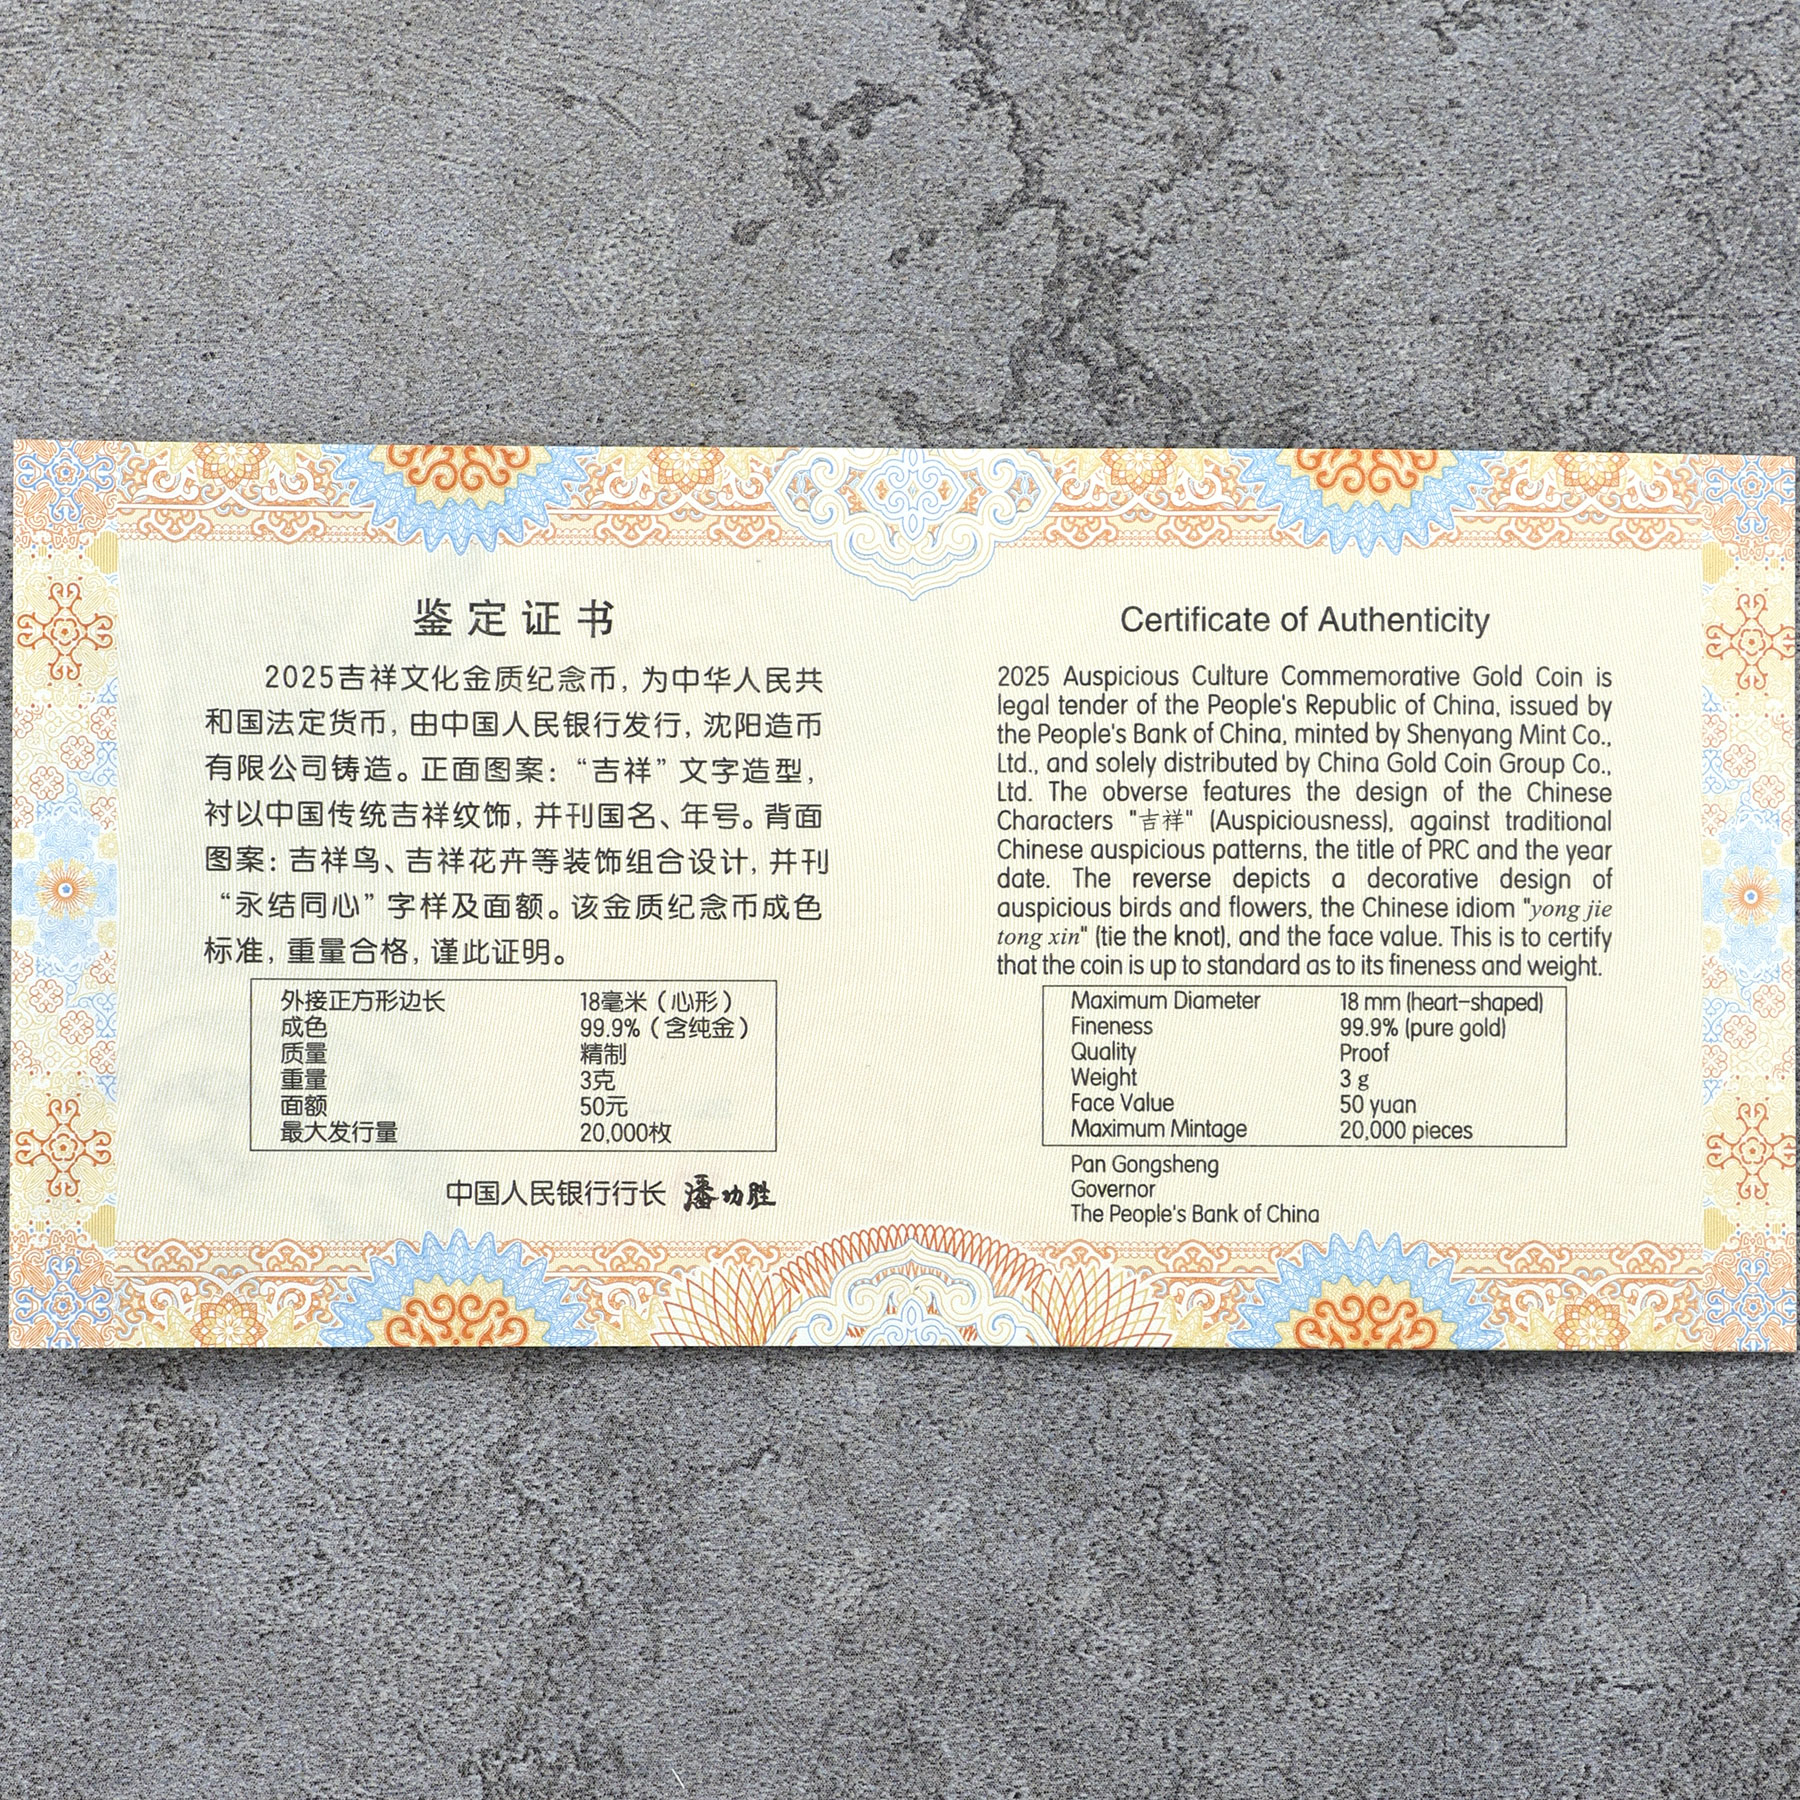 鉴定证书
2025吉祥文化金质纪念币，为中华人民共
和国法定货币，由中国人民银行发行，沈阳造币
有限公司铸造。正面图案：“吉祥”文字造型，
衬以中国传统吉祥纹饰，并刊国名、年号。背面
图案：吉祥鸟、吉祥花卉等装饰组合设计，并刊
“永结同心”字样及面额。该金质纪念币成色
标准，重量合格，谨此证明。
外接正方形边长 18毫米（心形）
成色 99.9%（含纯金）
质量 精制
重量 3克
面额 50元
最大发行量 20,000枚
中国人民银行行长 潘功胜
Certificate of Authenticity
2025 Auspicious Culture Commemorative Gold Coin is
legal tender of the People's Republic of China, issued by
the People's Bank of China, minted by Shenyang Mint Co.,
Ltd., and solely distributed by China Gold Coin Group Co.,
Ltd. The obverse features the design of the Chinese
Characters "吉祥" (Auspiciousness), against traditional
Chinese auspicious patterns, the title of PRC and the year
date. The reverse depicts a decorative design of
auspicious birds and flowers, the Chinese idiom "yong jie
tong xin" (tie the knot), and the face value. This is to certify
that the coin is up to standard as to its fineness and weight.
Maximum Diameter 18 mm (heart-shaped)
Fineness 99.9% (pure gold)
Quality Proof
Weight 3 g
Face Value 50 yuan
Maximum Mintage 20,000 pieces
Pan Gongsheng
Governor
The People's Bank of China